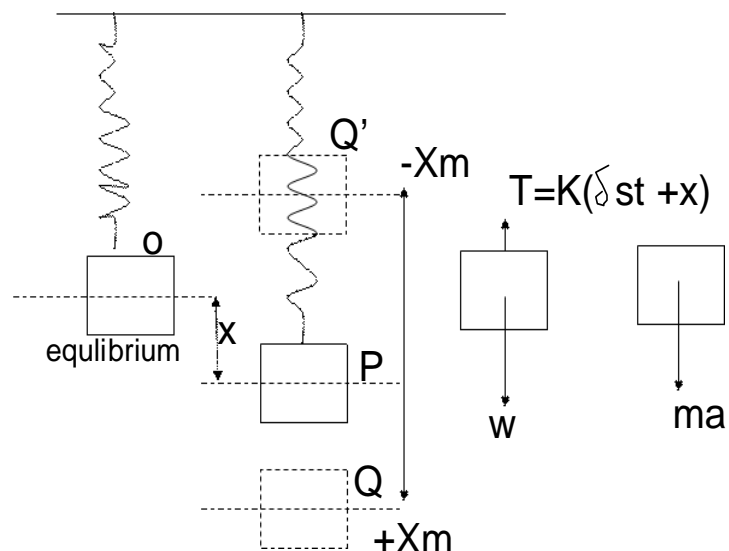 Q’
-Xm
T=K(δst +x)
o
equlibrium
x
P
w
ma
Q
+Xm